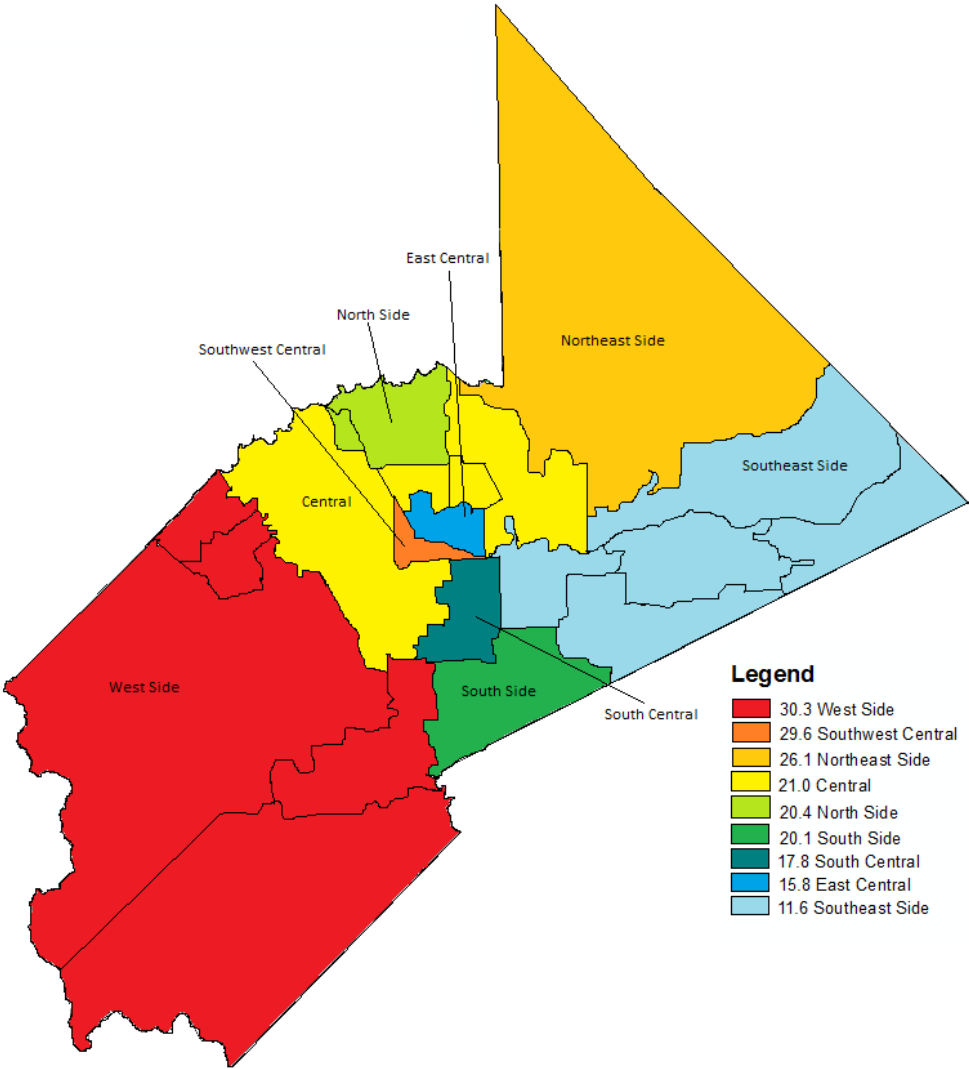 East Central
North Side
Southwest Central
Northeast Side
Southeast Side
Central
West Side
South Side
South Central
Legend
30.3 West Side
29.6 Southwest Central
26.1 Northeast Side
21.0 Central
20.4 North Side
20.1 South Side
17.8 South Central
15.8 East Central
11.6 Southeast Side